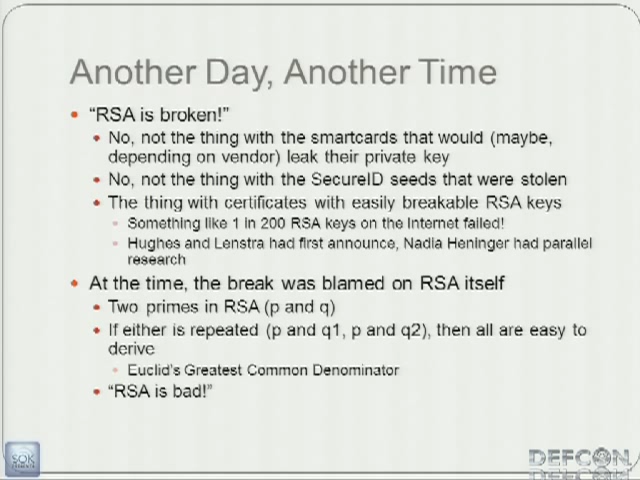 Another Day, Another Time
"RSA is broken!"
No, not the thing with the smartcards that would (maybe,
depending on vendor) leak their private key
No, not the thing with the SecureID seeds that were stolen
The thing with certificates with easily breakable RSA keys
Something like 1 in 200 RSA keys on the Internet failed!
Hughes and Lenstra had first announce, Nadia Heninger had parallel
research
At the time, the break was blamed on RSA itself
Two primes in RSA (p and q)
If either is repeated (p and q1, p and q2), then all are easy to
derive
Euclid's Greatest Common Denominator
"RSA is bad!"
SOK
DEFCON